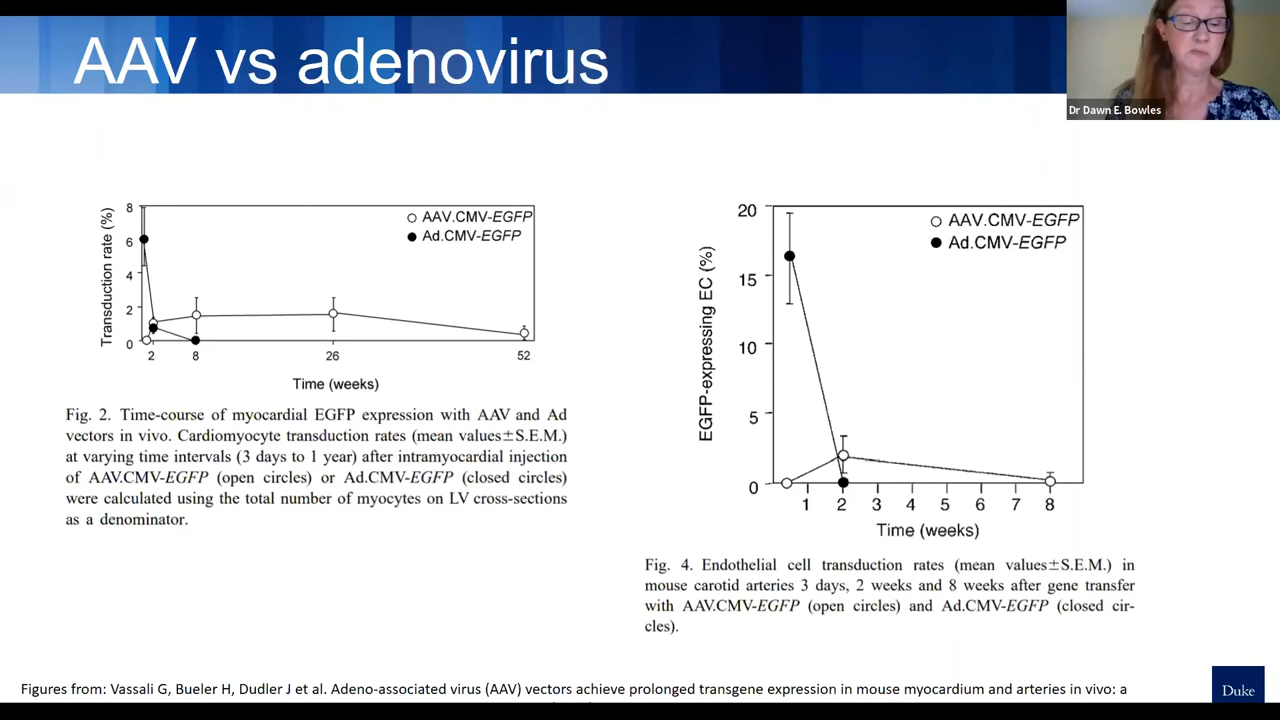 AAV vs adenovirus
Dr Dawn E. Bowles
Transduction rate (%)
8
6
4
2
0
AAV.CMV-EGFP
Ad.CMV-EGFP
2 8 26 52
Time (weeks)
Fig. 2. Time-course of myocardial EGFP expression with AAV and Ad
vectors in vivo. Cardiomyocyte transduction rates (mean values±S.E.M.)
at varying time intervals (3 days to 1 year) after intramyocardial injection
of AAV.CMV-EGFP (open circles) or Ad.CMV-EGFP (closed circles)
were calculated using the total number of myocytes on LV cross-sections
as a denominator.
EGFP-expressing EC (%)
20
15
10
5
0
AAV.CMV-EGFP
Ad.CMV-EGFP
1 2 3 4 5 6 7 8
Time (weeks)
Fig. 4. Endothelial cell transduction rates (mean values±S.E.M.) in
mouse carotid arteries 3 days, 2 weeks and 8 weeks after gene transfer
with AAV.CMV-EGFP (open circles) and Ad.CMV-EGFP (closed cir-
cles).
Figures from: Vassali G, Bueler H, Dudler J et al. Adeno-associated virus (AAV) vectors achieve prolonged transgene expression in mouse myocardium and arteries in vivo: a
Duke